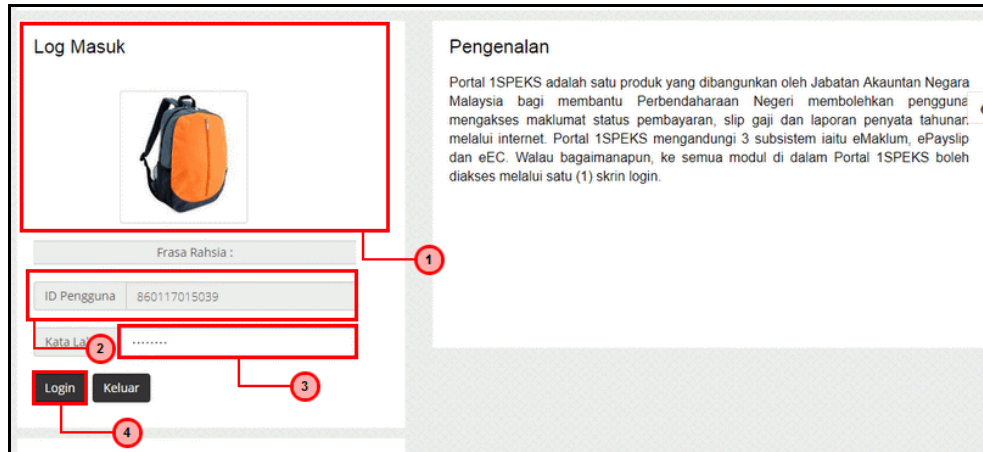 Log Masuk
Frasa Rahsia :
ID Pengguna 860117015039
Kata ........
Login Keluar
1
2
3
4
Pengenalan
Portal 1SPEKS adalah satu produk yang dibangunkan oleh Jabatan Akauntan Negara
Malaysia bagi membantu Perbendaharaan Negeri membolehkan pengguna
mengakses maklumat status pembayaran, slip gaji dan laporan penyata tahunan
melalui internet. Portal 1SPEKS mengandungi 3 subsistem iaitu eMaklum, ePayslip
dan eEC. Walau bagaimanapun, ke semua modul di dalam Portal 1SPEKS boleh
diakses melalui satu (1) skrin login.